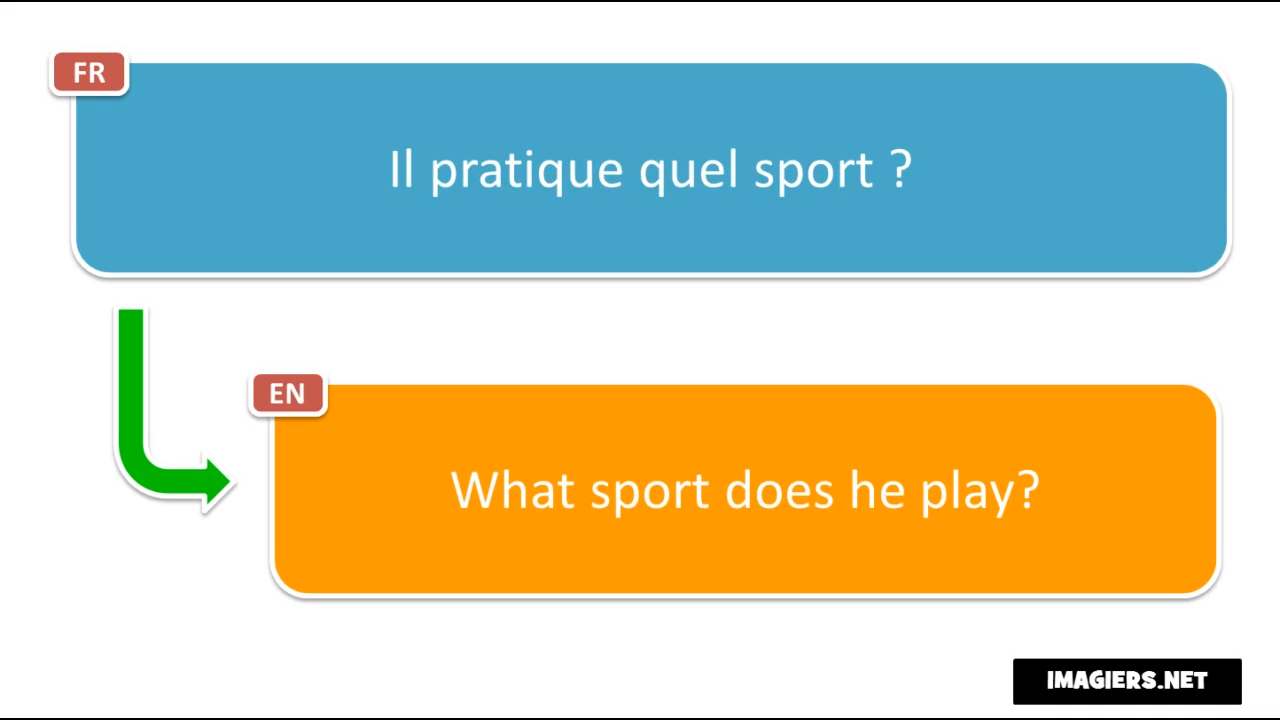 FR
Il pratique quel sport ?
EN
What sport does he play?
IMAGIERS.NET